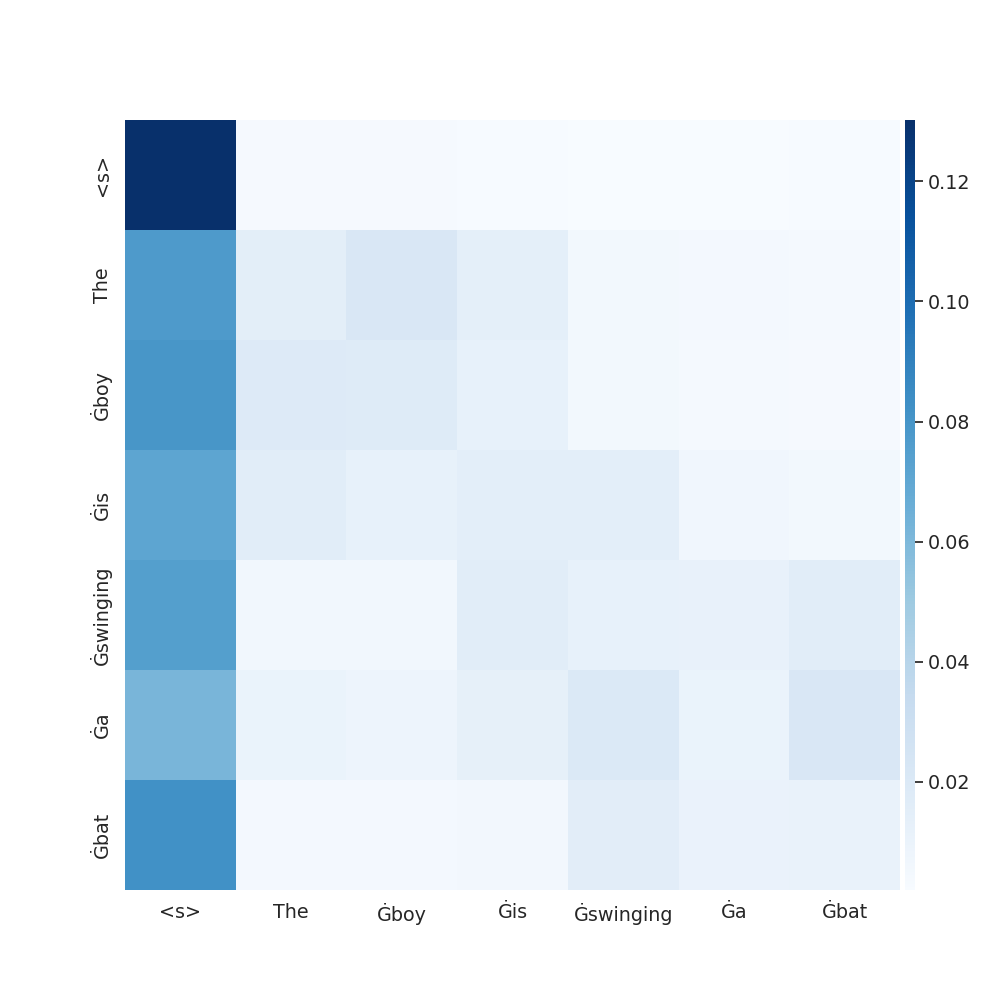 <s>
The
Ġboy
Ġis
Ġswinging
Ġa
Ġbat
0.12
0.10
0.08
0.06
0.04
0.02
<s> The Ġboy Ġis Ġswinging Ġa Ġbat